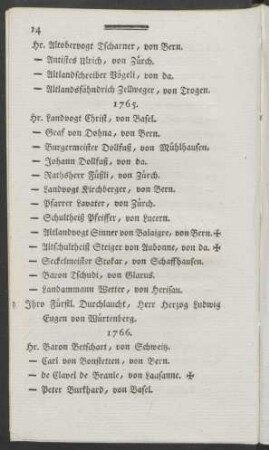 14
Hr. Altobervogt Tscharner, von Bern.
— Antistes Ulrich, von Zürch.
— Altlandschreiber Vögeli, von da.
— Altlandsfähndrich Zellweger, von Trogen.
1765.
Hr. Landvogt Christ, von Basel.
— Graf von Dohna, von Bern.
— Burgermeister Dollfuß, von Mühlhausen.
— Johann Dollfuß, von da.
— Rathsherr Füßli, von Zürch.
— Landvogt Kirchberger, von Bern.
— Pfarrer Lavater, von Zürch.
— Schultheiß Pfeiffer, von Lucern.
— Altlandvogt Sinner von Balaigre, von Bern. ✠
— Altschultheiß Steiger von Aubonne, von da. ✠
— Seckelmeister Stokar, von Schaffhausen.
— Baron Tschudi, von Glarus.
— Landammann Wetter, von Herisau.
Ihro Fürstl. Durchlaucht, Herr Herzog Ludwig
Eugen von Würtenberg.
1766.
Hr. Baron Betschart, von Schweitz.
— Carl von Bonstetten, von Bern.
— de Clavel de Branle, von Lausanne. ✠
— Peter Burkhard, von Basel.